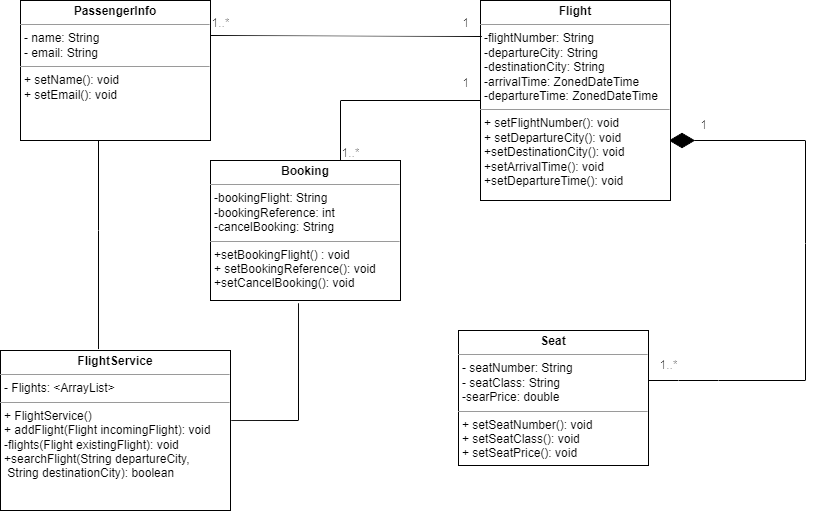 PassengerInfo
- name: String
- email: String
+ setName(): void
+ setEmail(): void
1..*
1
Flight
-flightNumber: String
-departureCity: String
-destinationCity: String
-arrivalTime: ZonedDateTime
-departureTime: ZonedDateTime
+ setFlightNumber(): void
+ setDepartureCity(): void
+setDestinationCity(): void
+setArrivalTime(): void
+setDepartureTime(): void
1
1
1..*
Booking
-bookingFlight: String
-bookingReference: int
-cancelBooking: String
+setBookingFlight() : void
+ setBookingReference(): void
+setCancelBooking(): void
FlightService
- Flights: <ArrayList>
+ FlightService()
+ addFlight(Flight incomingFlight): void
-flights(Flight existingFlight): void
+searchFlight(String departureCity,
String destinationCity): boolean
Seat
- seatNumber: String
- seatClass: String
-searPrice: double
+ setSeatNumber(): void
+ setSeatClass(): void
+ setSeatPrice(): void
1..*